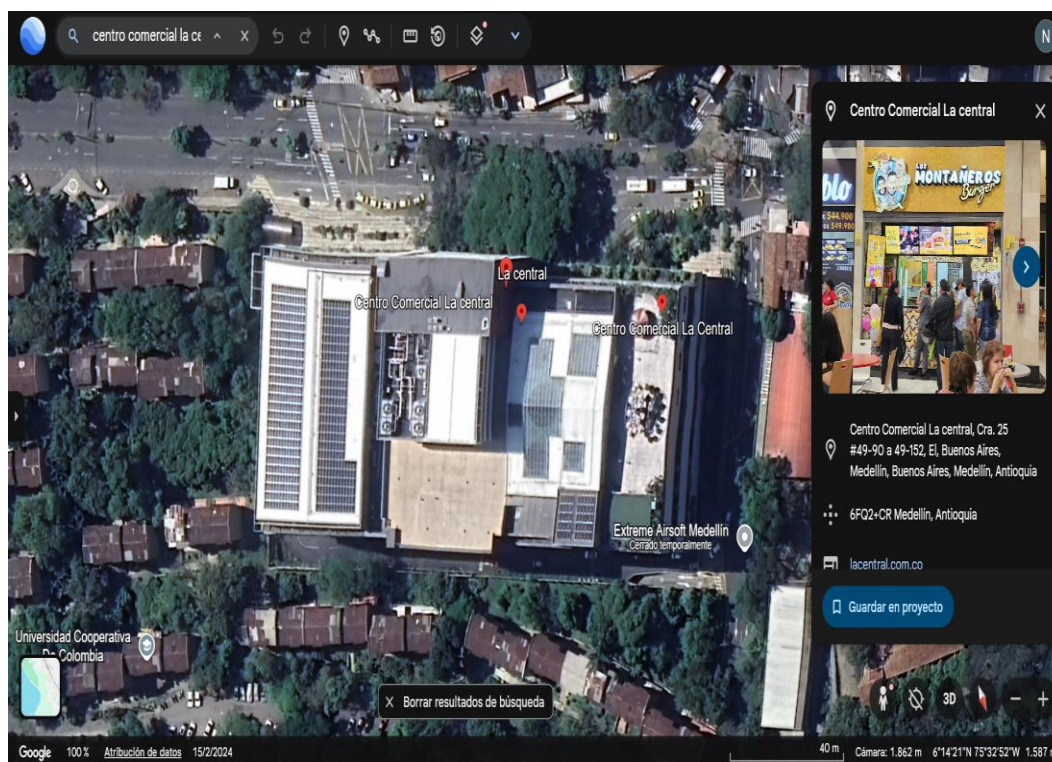 centro comercial la ce
N
Centro Comercial La central
LOS
MONTAÑEROS
Burger
blo
$44.900
$49.900
La central
Centro Comercial La central
Centro Comercial La Central
Centro Comercial La central, Cra. 25
#49-90 a 49-152, El, Buenos Aires,
Medellín, Buenos Aires, Medellín, Antioquia
6FQ2+CR Medellín, Antioquia
Extreme Airsoft Medellín
Cerrado temporalmente
lacentral.com.co
Guardar en proyecto
Universidad Cooperativa
De Colombia
Borrar resultados de búsqueda
3D
Google 100 % Atribución de datos 15/2/2024
40 m Cámara: 1.862 m 6°14'21"N 75°32'52"W 1.587 m